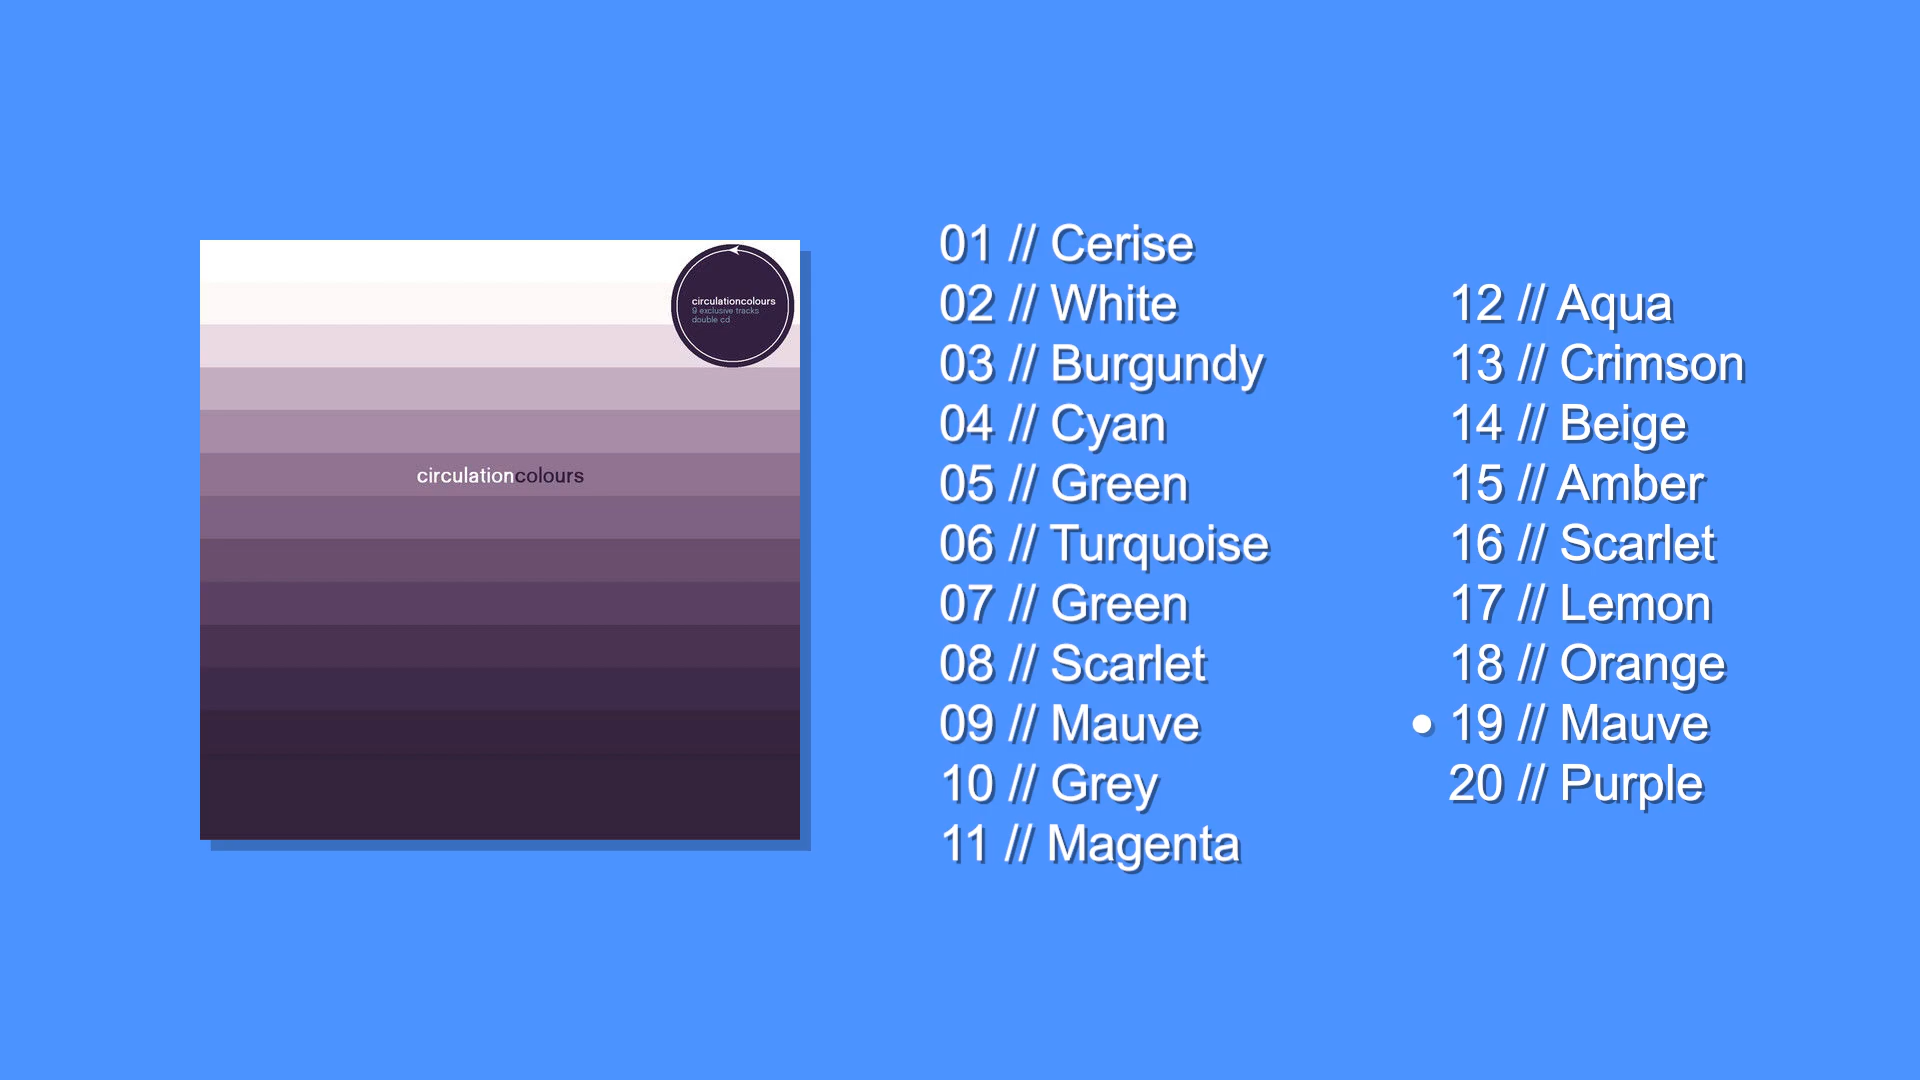 circulationcolours
9 exclusive tracks
double cd
circulationcolours
01 // Cerise
02 // White
03 // Burgundy
04 // Cyan
05 // Green
06 // Turquoise
07 // Green
08 // Scarlet
09 // Mauve
10 // Grey
11 // Magenta
12 // Aqua
13 // Crimson
14 // Beige
15 // Amber
16 // Scarlet
17 // Lemon
18 // Orange
• 19 // Mauve
20 // Purple